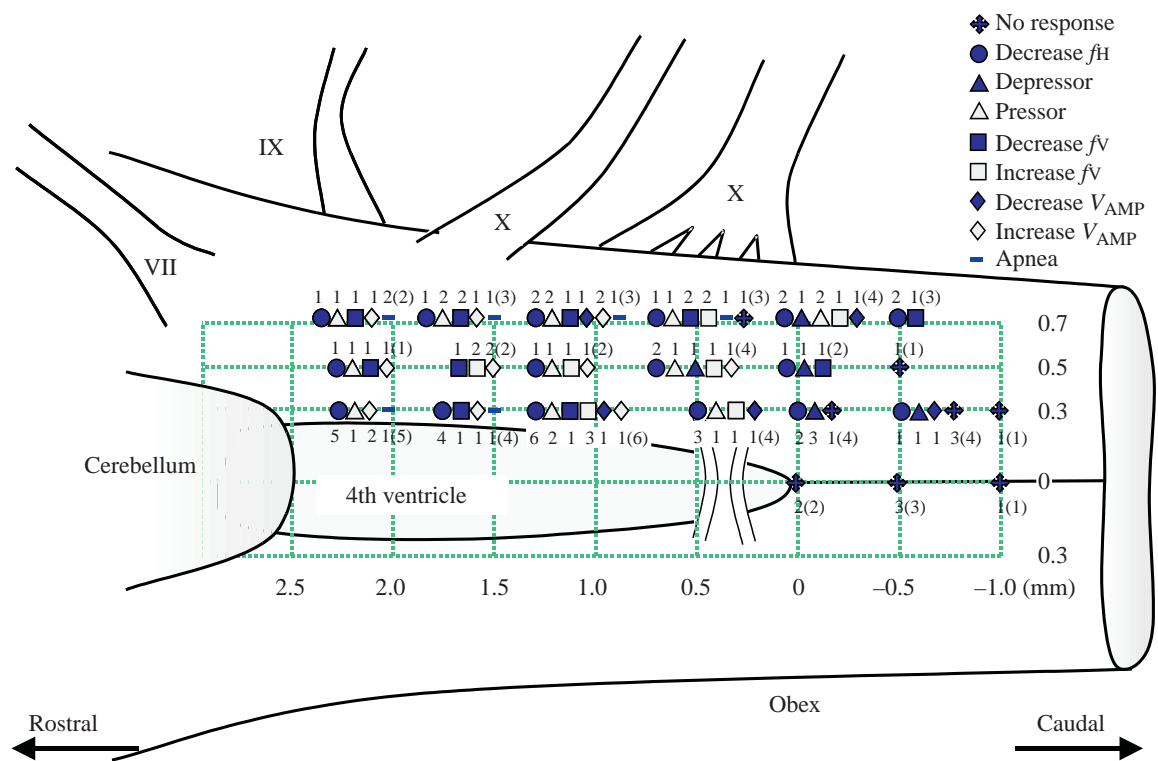 No response
Decrease fH
Depressor
Pressor
Decrease fV
Increase fV
Decrease VAMP
Increase VAMP
Apnea
IX
X
X
VII
1 1 1 1 2(2) 1 2 2 1 1(3) 2 2 1 1 2 1(3) 1 1 2 2 1 1(3) 2 1 2 1 1(4) 2 1(3)
0.7
1 1 1 1(1) 1 2 2(2) 1 1 1 1(2) 2 1 1 1 1(4) 1 1 1(2) 1(1)
0.5
0.3
5 1 2 1(5) 4 1 1 1(4) 6 2 1 3 1 1(6) 3 1 1 1(4) 2 3 1(4) 1 1 1 3(4) 1(1)
Cerebellum
4th ventricle
0
2(2) 3(3) 1(1)
0.3
2.5 2.0 1.5 1.0 0.5 0 –0.5 –1.0 (mm)
Obex
Rostral
Caudal